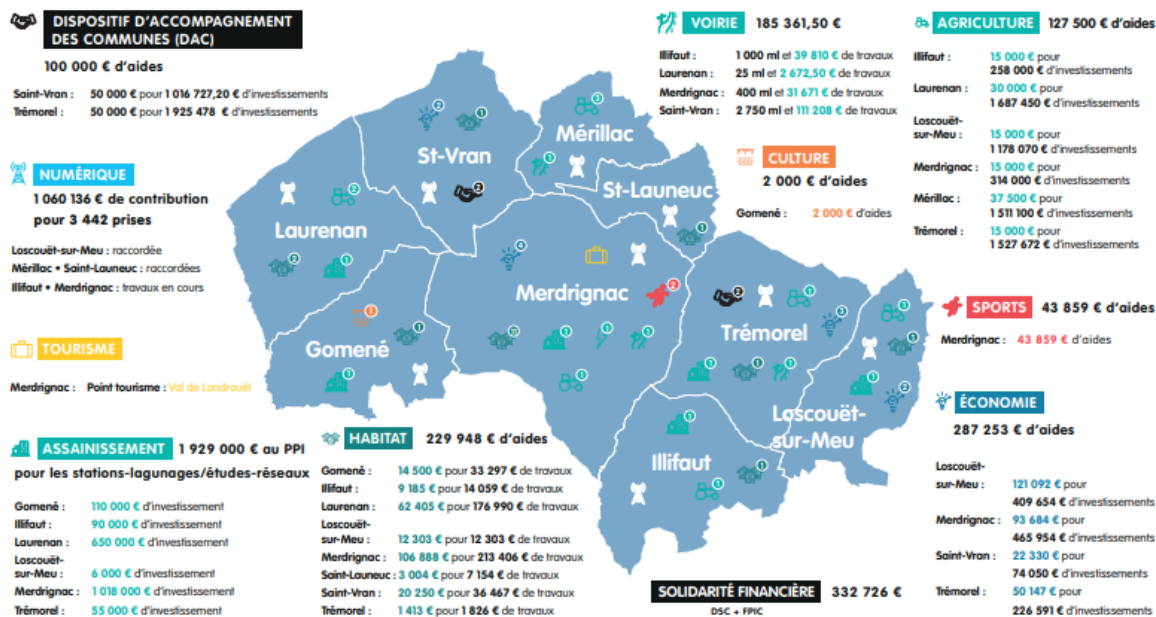 DISPOSITIF D'ACCOMPAGNEMENT
DES COMMUNES (DAC)
100 000 € d'aides
Saint-Vran : 50 000 € pour 1 016 727,20 € d'investissements
Trémorel : 50 000 € pour 1 925 478 € d'investissements
NUMÉRIQUE
1 060 136 € de contribution
pour 3 442 prises
Loscouët-sur-Meu : raccordée
Mérillac • Saint-Launeuc : raccordées
Illifaut • Merdrignac : travaux en cours
TOURISME
Merdrignac : Point tourisme : Val de Landrouët
ASSAINISSEMENT 1 929 000 € au PPI
pour les stations-lagunages/études-réseaux
Gomené : 110 000 € d'investissement
Illifaut : 90 000 € d'investissement
Laurenan : 650 000 € d'investissement
Loscouët-
sur-Meu : 6 000 € d'investissement
Merdrignac : 1 018 000 € d'investissement
Trémorel : 55 000 € d'investissement
HABITAT 229 948 € d'aides
Gomené : 14 500 € pour 33 297 € de travaux
Illifaut : 9 185 € pour 14 059 € de travaux
Laurenan : 62 405 € pour 176 990 € de travaux
Loscouët-
sur-Meu : 12 303 € pour 12 303 € de travaux
Merdrignac : 106 888 € pour 213 406 € de travaux
Saint-Launeuc : 3 004 € pour 7 154 € de travaux
Saint-Vran : 20 250 € pour 36 467 € de travaux
Trémorel : 1 413 € pour 1 826 € de travaux
St-Vran
Mérillac
St-Launeuc
Laurenan
Merdrignac
Trémorel
Gomené
Loscouët-
sur-Meu
Illifaut
VOIRIE 185 361,50 €
Illifaut : 1 000 ml et 39 810 € de travaux
Laurenan : 25 ml et 2 672,50 € de travaux
Merdrignac : 400 ml et 31 671 € de travaux
Saint-Vran : 2 750 ml et 111 208 € de travaux
CULTURE
2 000 € d'aides
Gomené : 2 000 € d'aides
AGRICULTURE 127 500 € d'aides
Illifaut : 15 000 € pour
258 000 € d'investissements
Laurenan : 30 000 € pour
1 687 450 € d'investissements
Loscouët-
sur-Meu : 15 000 € pour
1 178 070 € d'investissements
Merdrignac : 15 000 € pour
314 000 € d'investissements
Mérillac : 37 500 € pour
1 511 100 € d'investissements
Trémorel : 15 000 € pour
1 527 672 € d'investissements
SPORTS 43 859 € d'aides
Merdrignac : 43 859 € d'aides
ÉCONOMIE
287 253 € d'aides
Loscouët-
sur-Meu : 121 092 € pour
409 654 € d'investissements
Merdrignac : 93 684 € pour
465 954 € d'investissements
Saint-Vran : 22 330 € pour
74 050 € d'investissements
Trémorel : 50 147 € pour
226 591 € d'investissements
SOLIDARITÉ FINANCIÈRE 332 726 €
DSC + FPIC